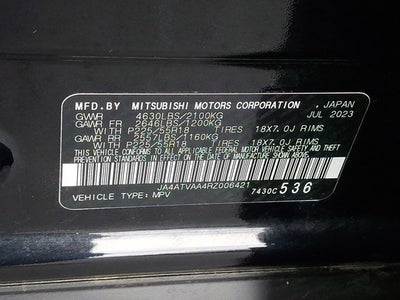 MFD.BY MITSUBISHI MOTORS CORPORATION , JAPAN
GVWR 4630LBS/2100KG JUL 2023
GAWR FR 2646LBS/1200KG
WITH P225/55R18 TIRES 18X7.0J RIMS
GAWR RR 2557LBS/1160KG
WITH P225/55R18 TIRES 18X7.0J RIMS
THIS VEHICLE CONFORMS TO ALL APPLICABLE FEDERAL MOTOR VEHICLE SAFETY BUMPER AND THEFT
PREVENTION STANDARDS IN EFFECT ON THE DATE OF MANUFACTURE SHOWN ABOVE.
JA4ATVAA4RZ006421 7430C 536
VEHICLE TYPE: MPV